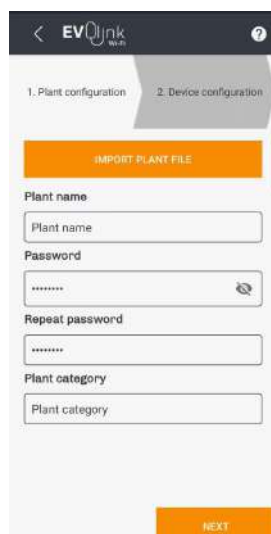 EVOlink
Wi-Fi
1. Plant configuration
2. Device configuration
IMPORT PLANT FILE
Plant name
Plant name
Password
••••••••
Repeat password
••••••••
Plant category
Plant category
NEXT